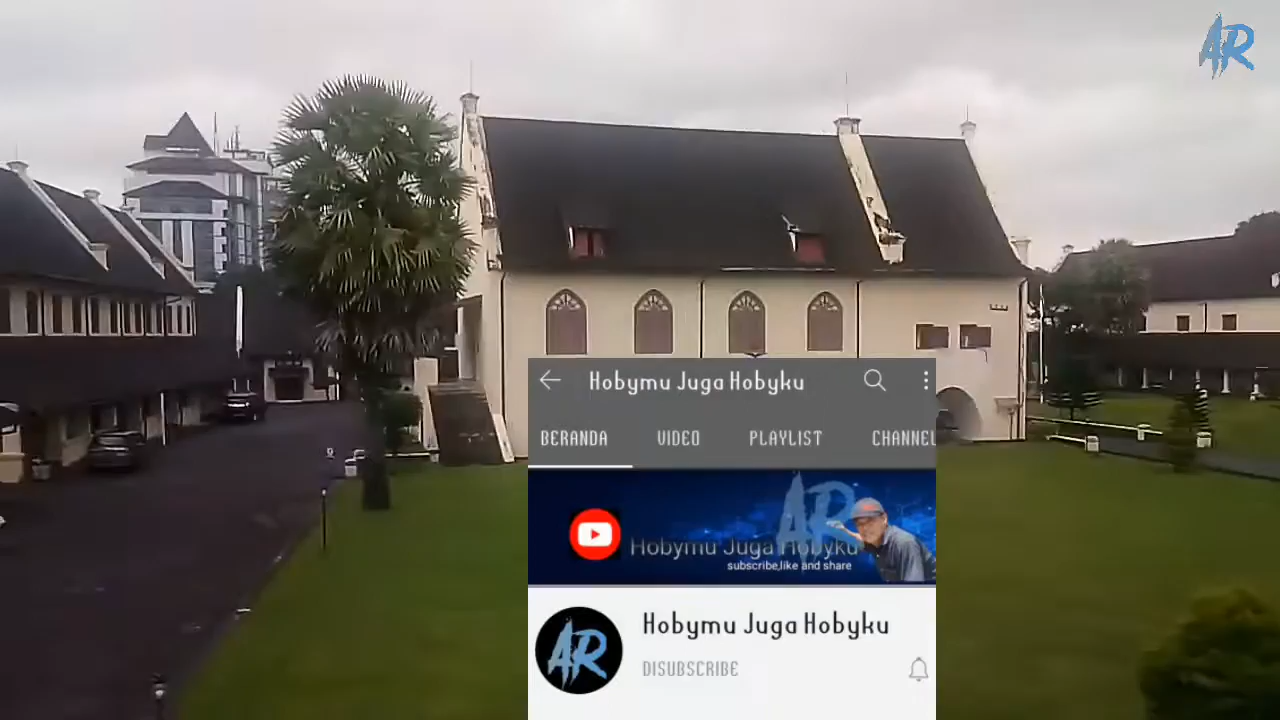 AR
Hobymu Juga Hobyku
BERANDA VIDEO PLAYLIST CHANNEL
AR
Hobymu Juga Hobyku
subscribe,like and share
AR
Hobymu Juga Hobyku
DISUBSCRIBE